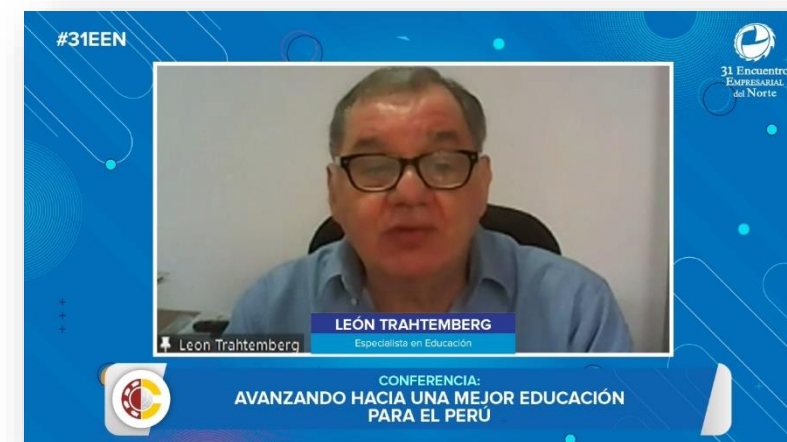 #31EEN
31 Encuentro
EMPRESARIAL
del Norte
LEÓN TRAHTEMBERG
Especialista en Educación
Leon Trahtemberg
CONFERENCIA:
AVANZANDO HACIA UNA MEJOR EDUCACIÓN
PARA EL PERÚ